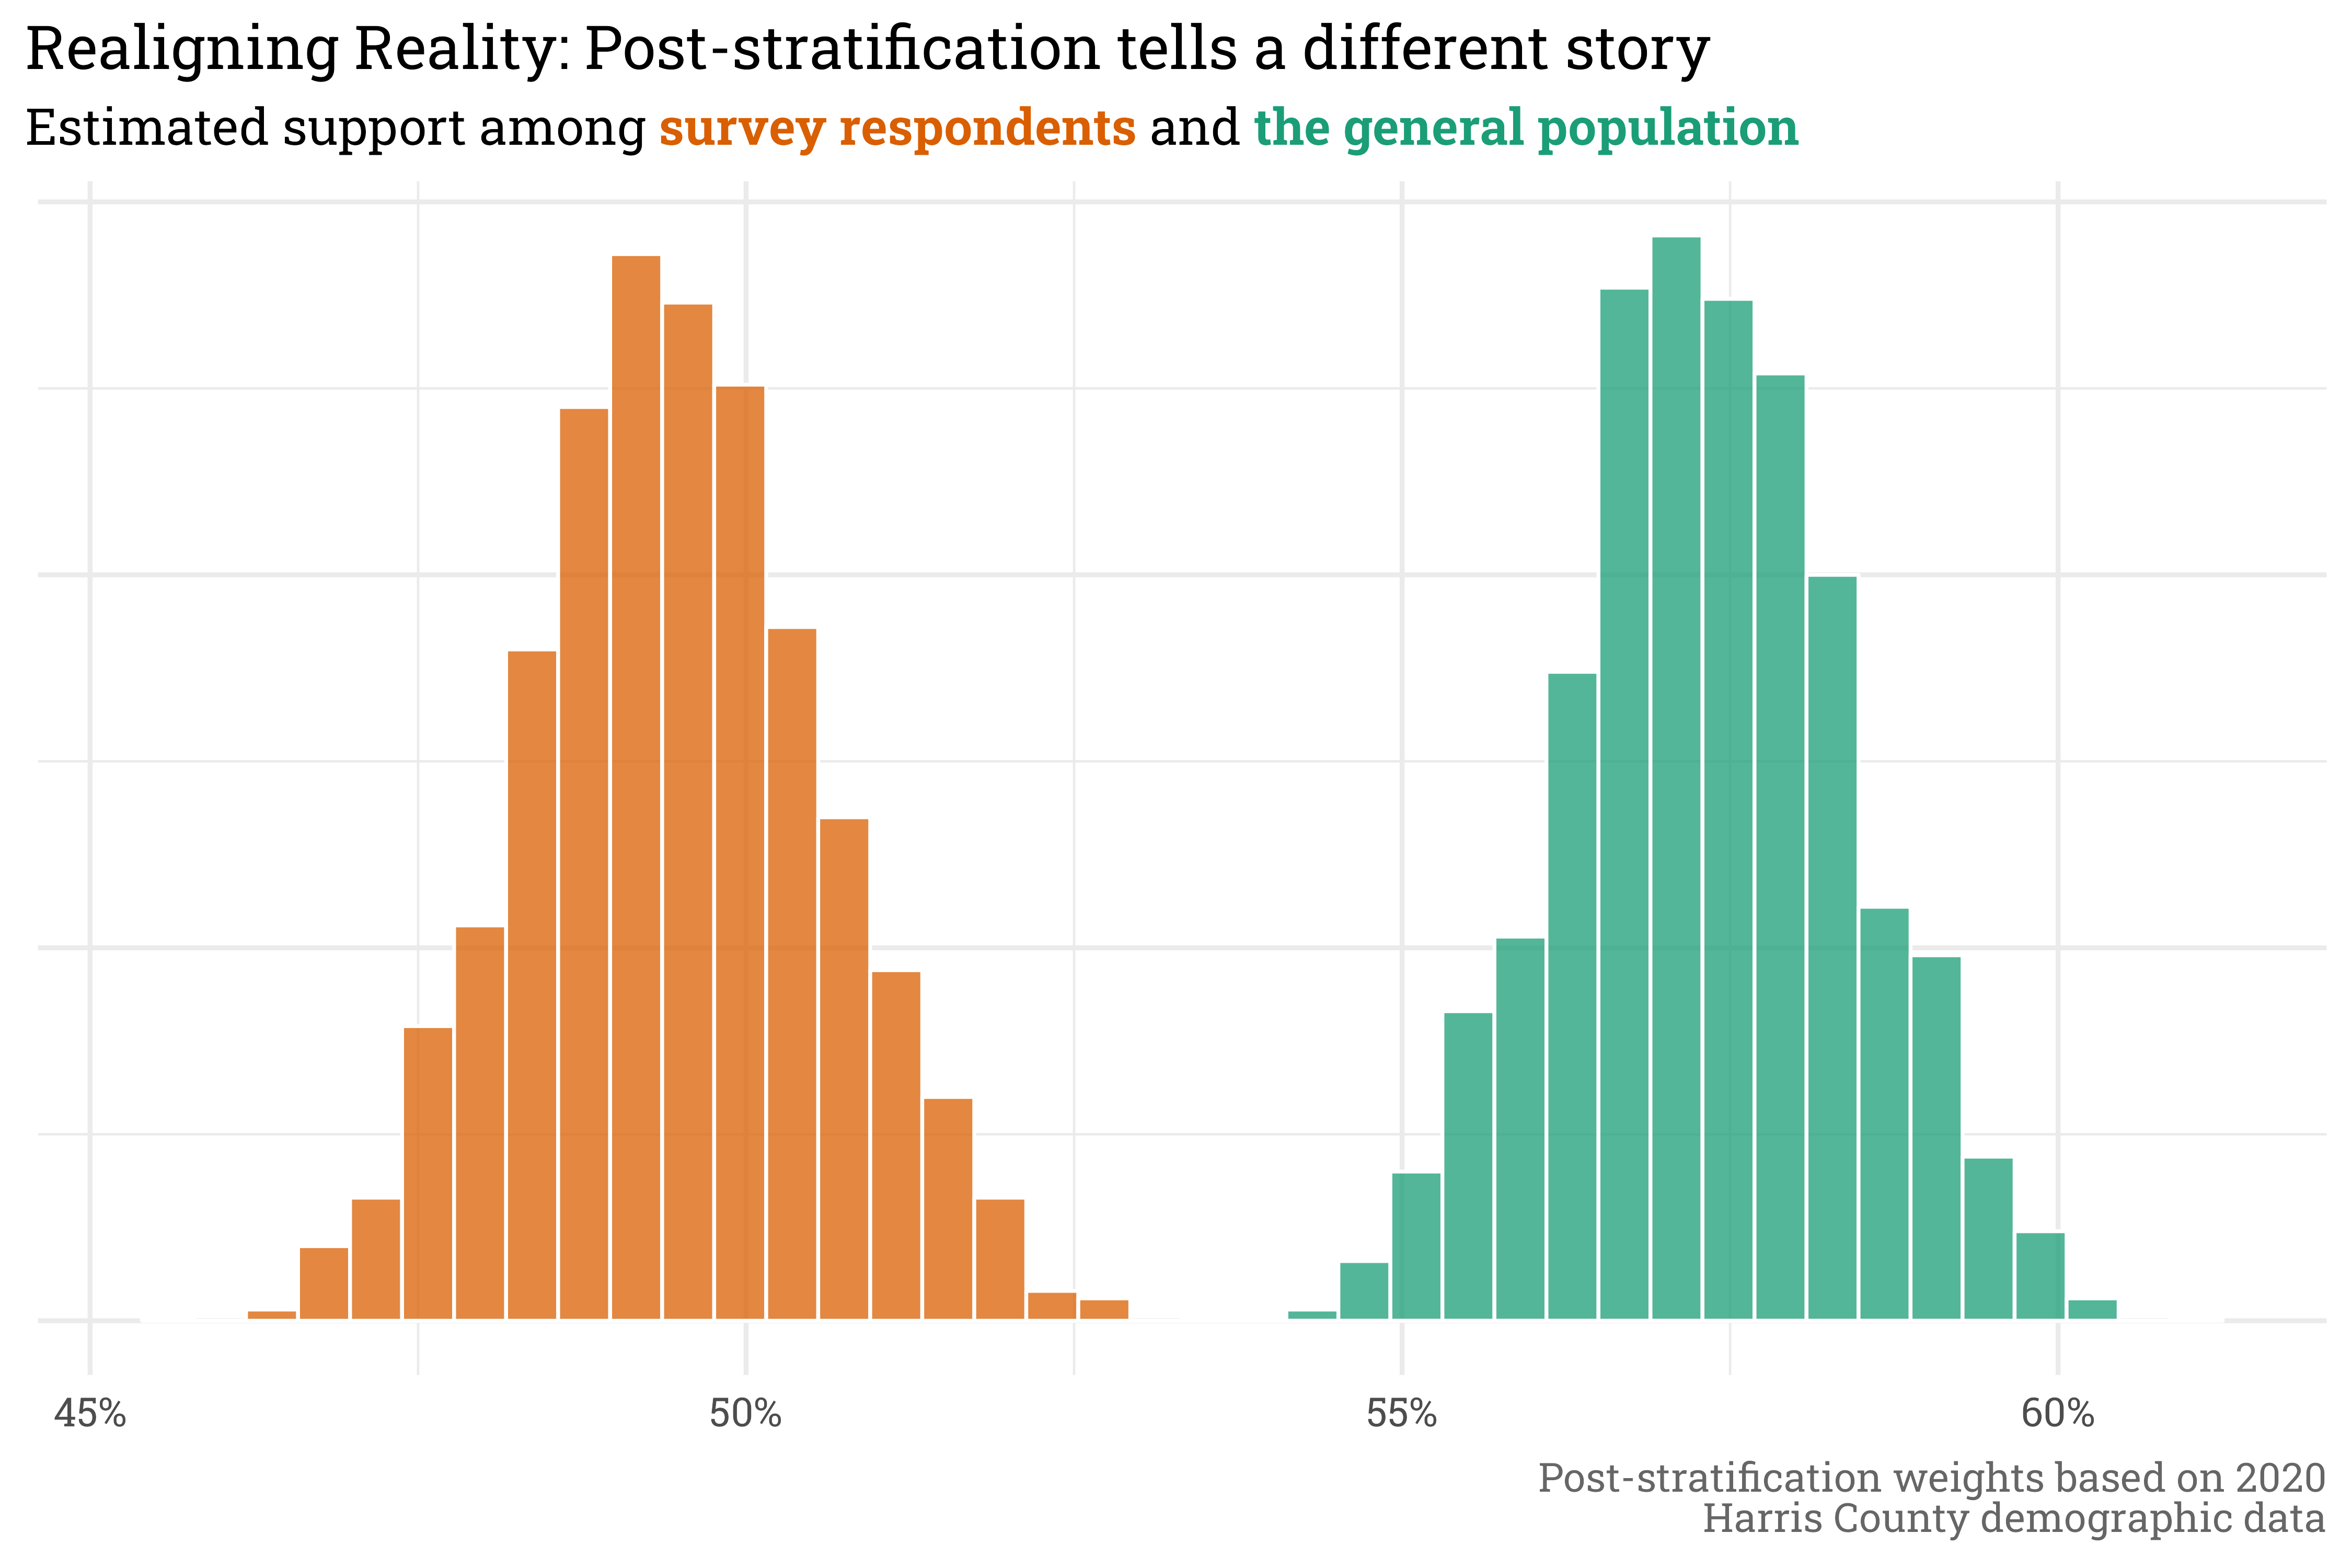 Realigning Reality: Post-stratification tells a different story
Estimated support among survey respondents and the general population
45%
50%
55%
60%
Post-stratification weights based on 2020
Harris County demographic data